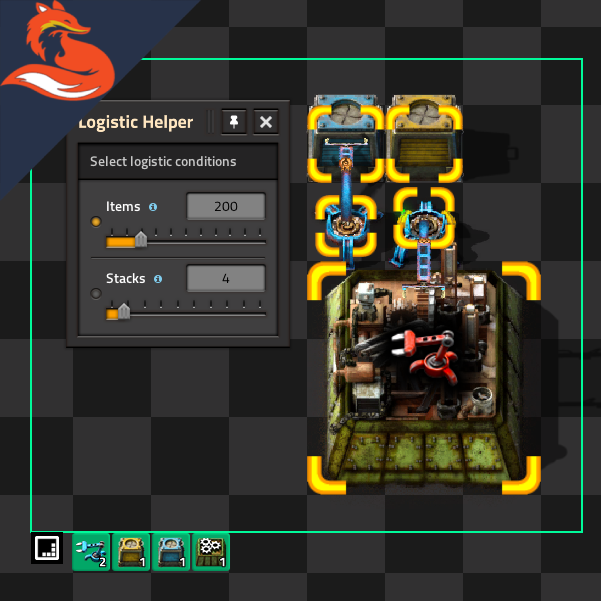 Logistic Helper
Select logistic conditions
Items 200
Stacks 4
2 1 1 1